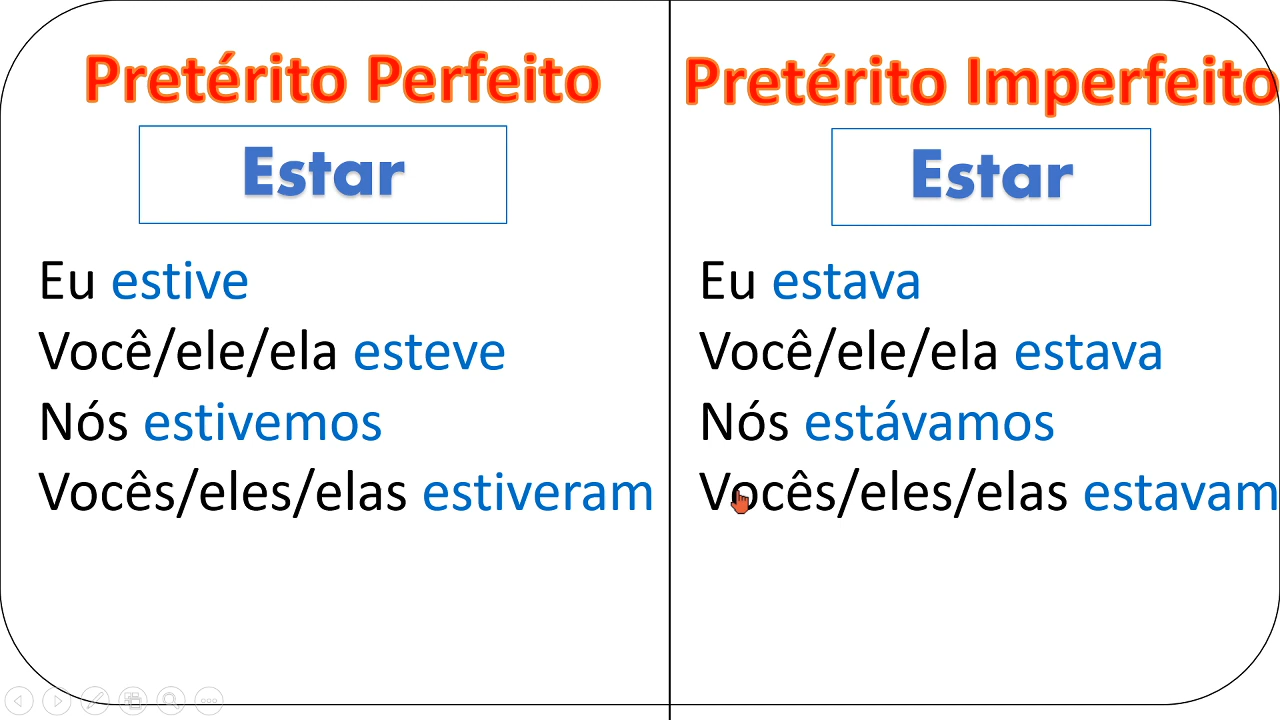 Pretérito Perfeito
Estar
Eu estive
Você/ele/ela esteve
Nós estivemos
Vocês/eles/elas estiveram
Pretérito Imperfeito
Estar
Eu estava
Você/ele/ela estava
Nós estávamos
Vocês/eles/elas estavam